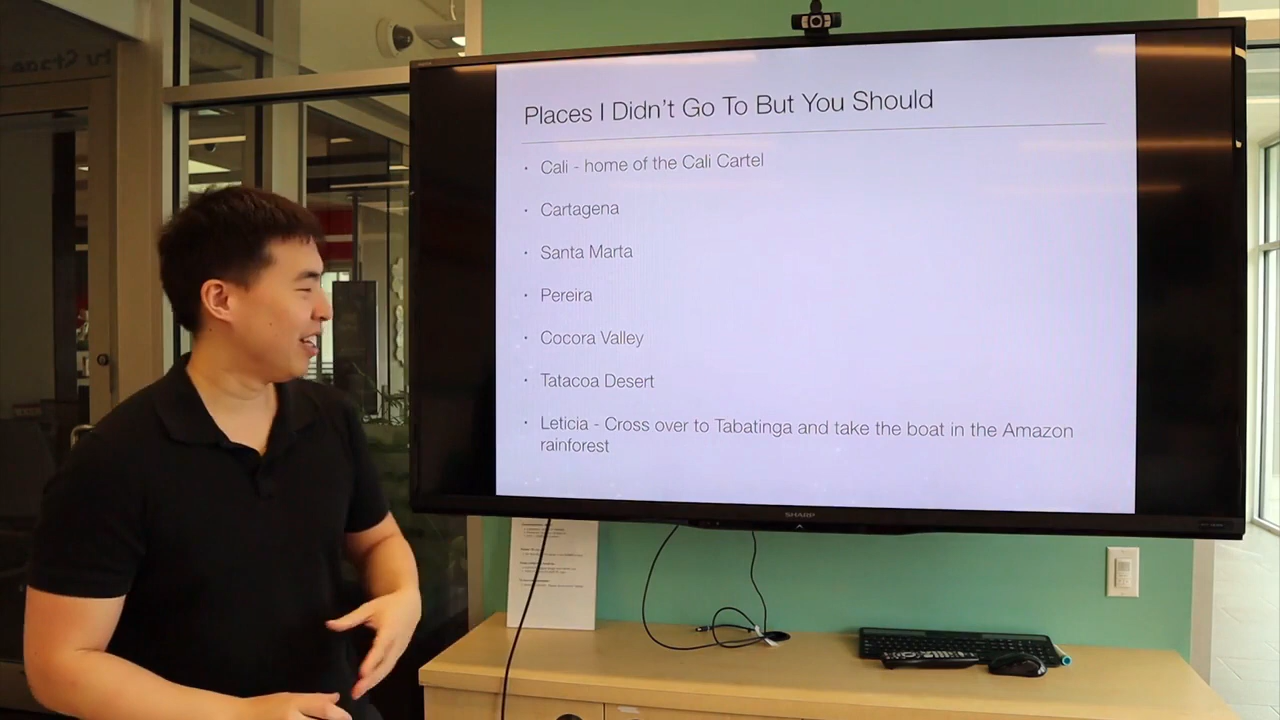 Places I Didn't Go To But You Should
• Cali - home of the Cali Cartel
• Cartagena
• Santa Marta
• Pereira
• Cocora Valley
• Tatacoa Desert
• Leticia - Cross over to Tabatinga and take the boat in the Amazon
rainforest
SHARP